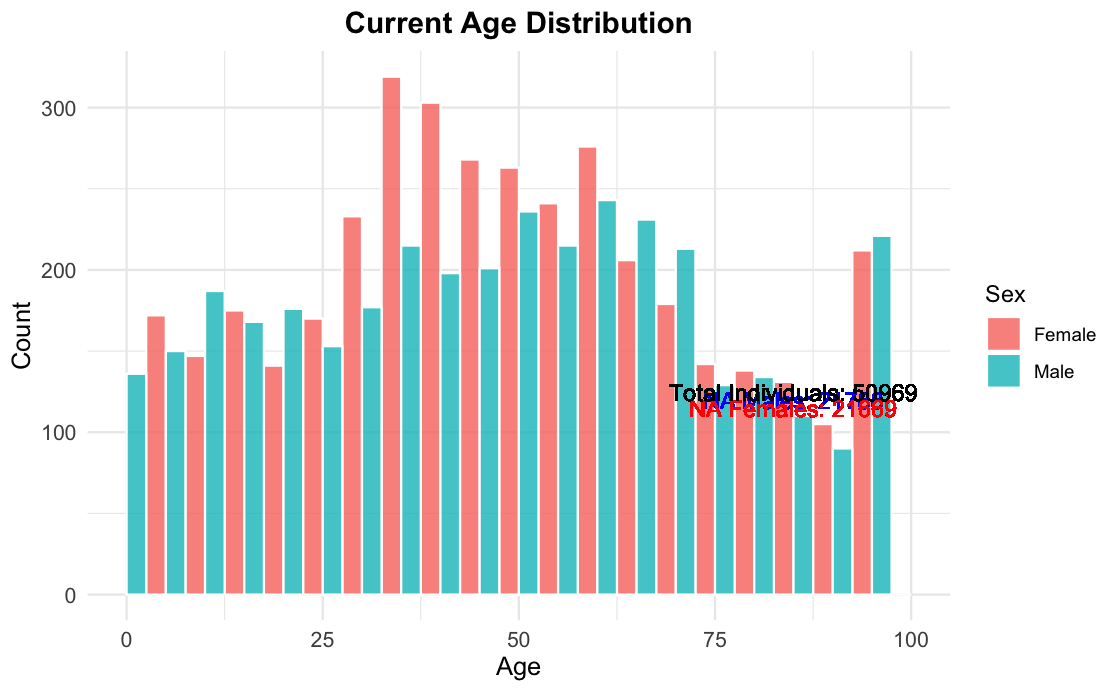 Current Age Distribution
Count
300
200
100
0
Total Individuals: 50969
NA Females: 21669
0
25
50
75
100
Age
Sex
Female
Male